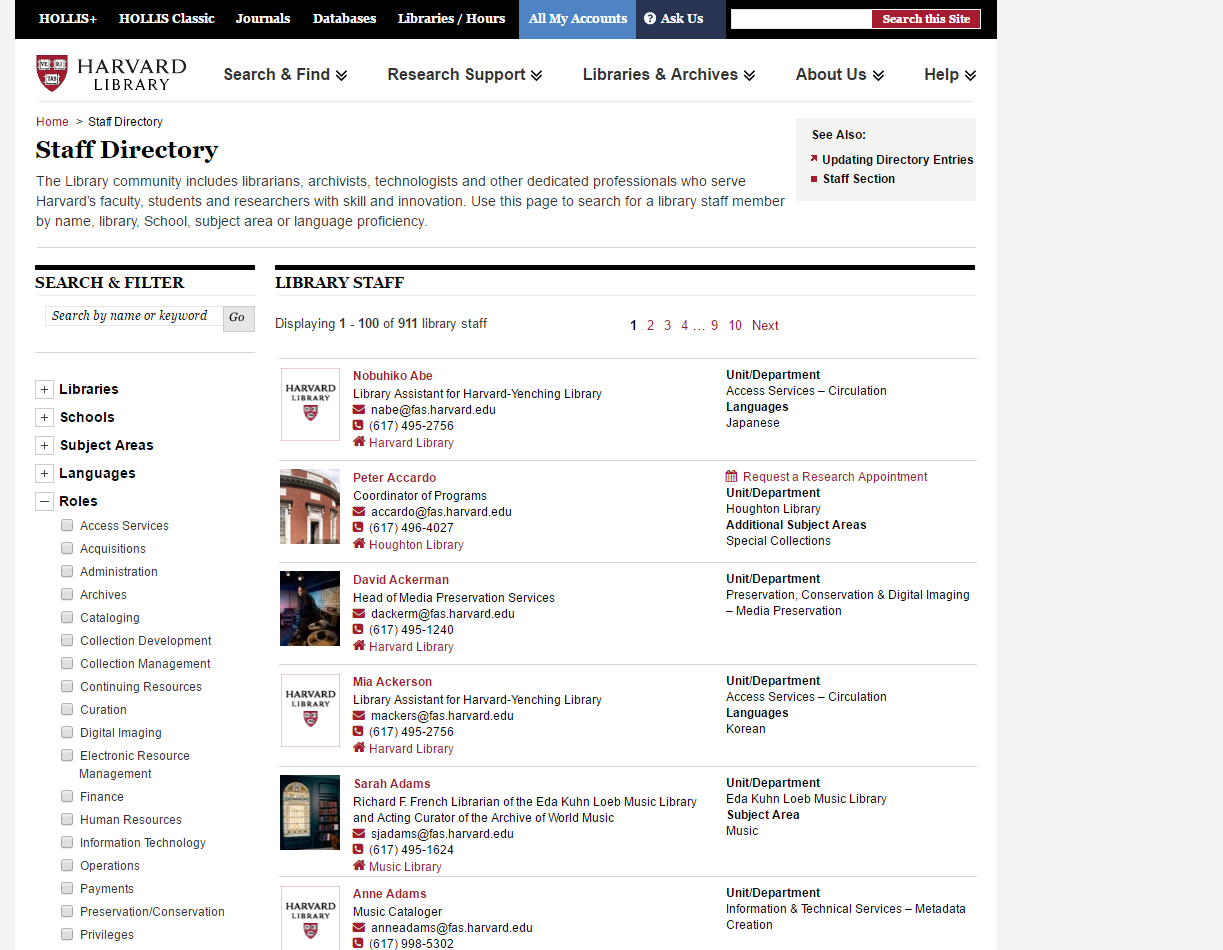 HOLLIS+ HOLLIS Classic Journals Databases Libraries / Hours All My Accounts ? Ask Us Search this Site
HARVARD
LIBRARY
Search & Find Research Support Libraries & Archives About Us Help
Home > Staff Directory
Staff Directory
The Library community includes librarians, archivists, technologists and other dedicated professionals who serve
Harvard's faculty, students and researchers with skill and innovation. Use this page to search for a library staff member
by name, library, School, subject area or language proficiency.
See Also:
Updating Directory Entries
Staff Section
SEARCH & FILTER
Search by name or keyword Go
+ Libraries
+ Schools
+ Subject Areas
+ Languages
– Roles
Access Services
Acquisitions
Administration
Archives
Cataloging
Collection Development
Collection Management
Continuing Resources
Curation
Digital Imaging
Electronic Resource
Management
Finance
Human Resources
Information Technology
Operations
Payments
Preservation/Conservation
Privileges
LIBRARY STAFF
Displaying 1 - 100 of 911 library staff
1 2 3 4 … 9 10 Next
HARVARD
LIBRARY
Nobuhiko Abe
Library Assistant for Harvard-Yenching Library
nabe@fas.harvard.edu
(617) 495-2756
Harvard Library
Unit/Department
Access Services – Circulation
Languages
Japanese
Peter Accardo
Coordinator of Programs
accardo@fas.harvard.edu
(617) 496-4027
Houghton Library
Request a Research Appointment
Unit/Department
Houghton Library
Additional Subject Areas
Special Collections
David Ackerman
Head of Media Preservation Services
dackerm@fas.harvard.edu
(617) 495-1240
Harvard Library
Unit/Department
Preservation, Conservation & Digital Imaging
– Media Preservation
HARVARD
LIBRARY
Mia Ackerson
Library Assistant for Harvard-Yenching Library
mackers@fas.harvard.edu
(617) 495-2756
Harvard Library
Unit/Department
Access Services – Circulation
Languages
Korean
Sarah Adams
Richard F. French Librarian of the Eda Kuhn Loeb Music Library
and Acting Curator of the Archive of World Music
sjadams@fas.harvard.edu
(617) 495-1624
Music Library
Unit/Department
Eda Kuhn Loeb Music Library
Subject Area
Music
HARVARD
LIBRARY
Anne Adams
Music Cataloger
anneadams@fas.harvard.edu
(617) 998-5302
Unit/Department
Information & Technical Services – Metadata
Creation